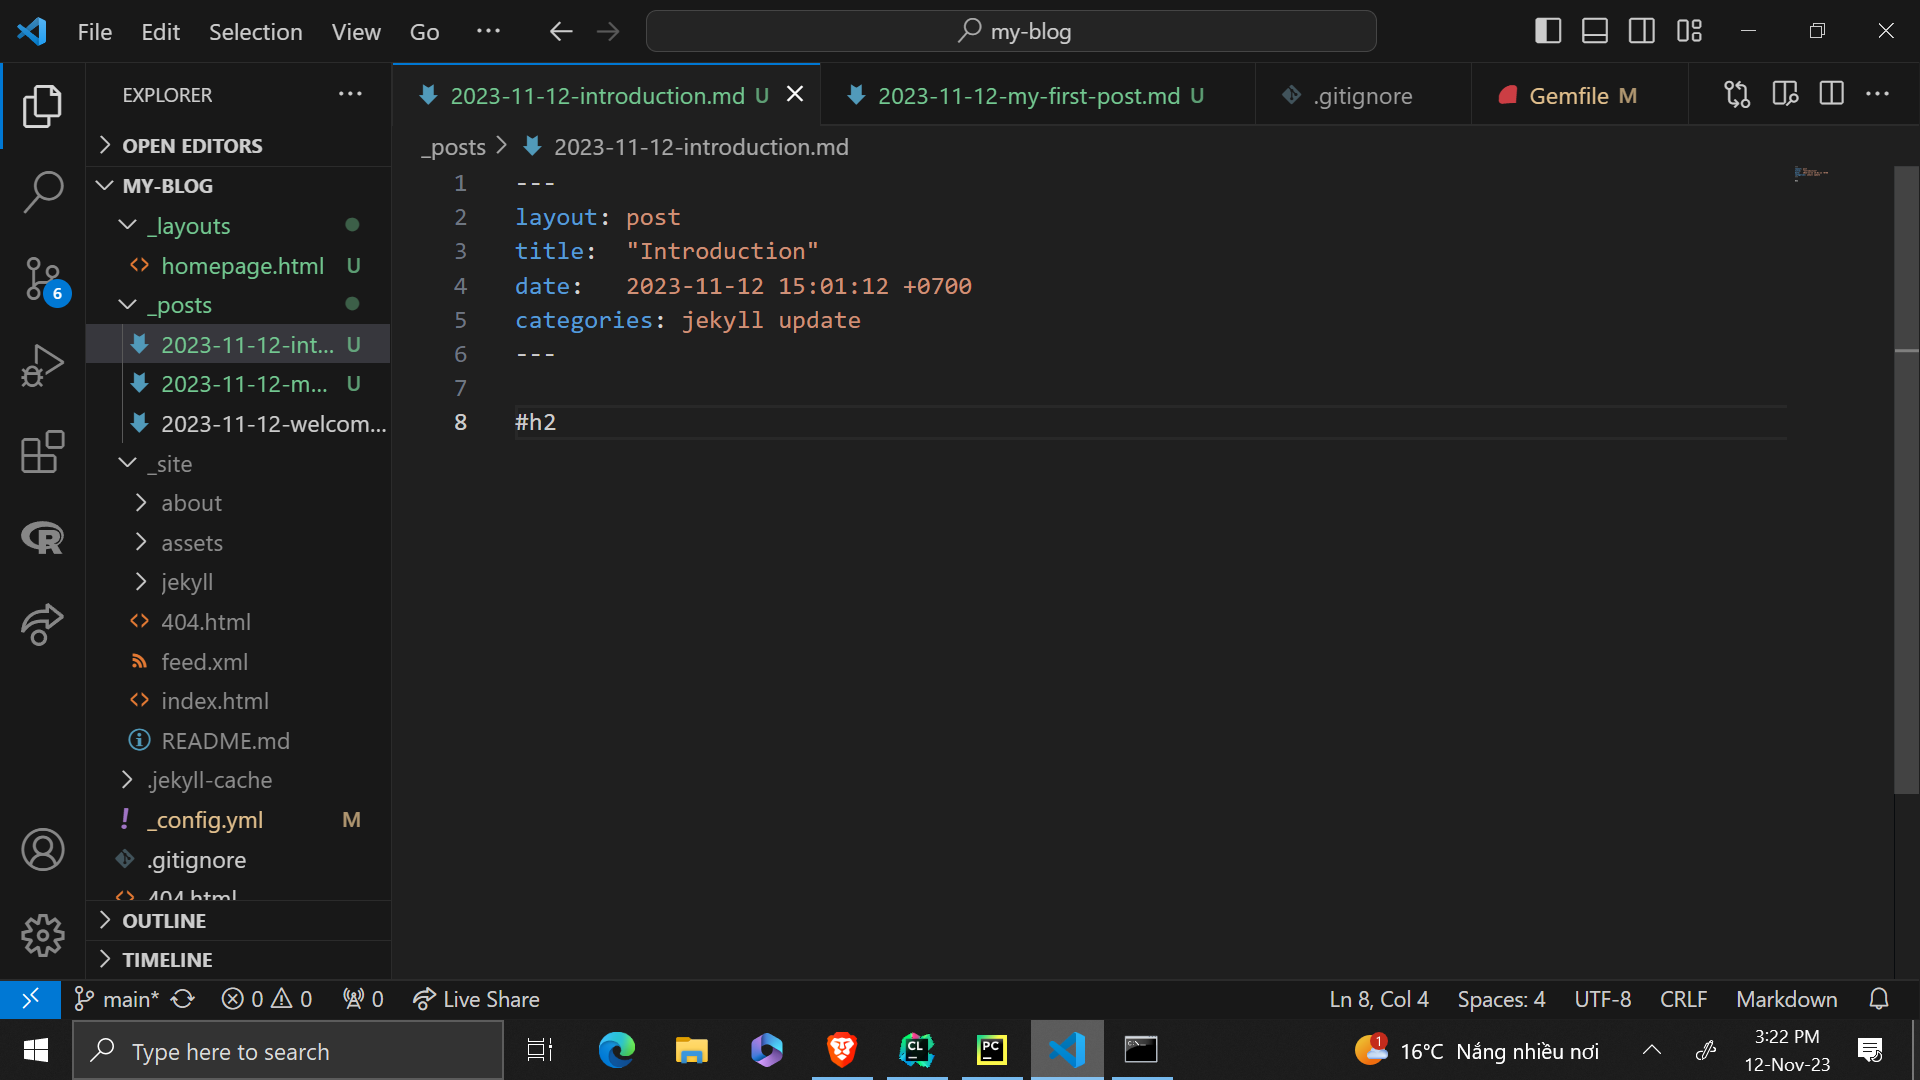 File Edit Selection View Go ··· my-blog
EXPLORER ···
OPEN EDITORS
MY-BLOG
_layouts
homepage.html U
_posts
2023-11-12-int... U
2023-11-12-m... U
2023-11-12-welcom...
_site
about
assets
jekyll
404.html
feed.xml
index.html
README.md
.jekyll-cache
_config.yml M
.gitignore
404.html
OUTLINE
TIMELINE
6
2023-11-12-introduction.md U
2023-11-12-my-first-post.md U
.gitignore
Gemfile M
_posts > 2023-11-12-introduction.md
1 ---
2 layout: post
3 title: "Introduction"
4 date: 2023-11-12 15:01:12 +0700
5 categories: jekyll update
6 ---
7
8 #h2
main* 0 0 0 Live Share
Ln 8, Col 4 Spaces: 4 UTF-8 CRLF Markdown
Type here to search
CL
PC
1
16°C Nắng nhiều nơi
3:22 PM
12-Nov-23